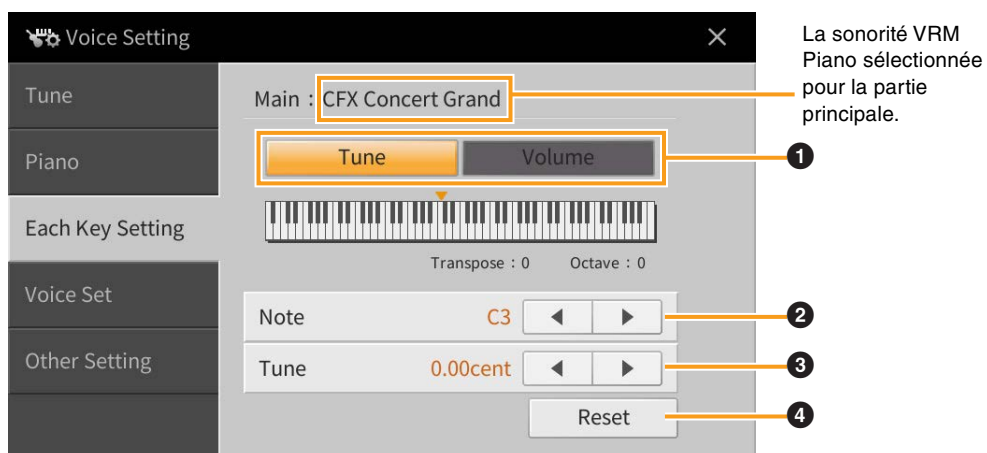 Voice Setting
La sonorité VRM
Piano sélectionnée
pour la partie
principale.
Tune
Main : CFX Concert Grand
Piano
Tune Volume
1
Each Key Setting
Transpose : 0 Octave : 0
Voice Set
Note C3
2
Other Setting
Tune 0.00cent
3
Reset
4